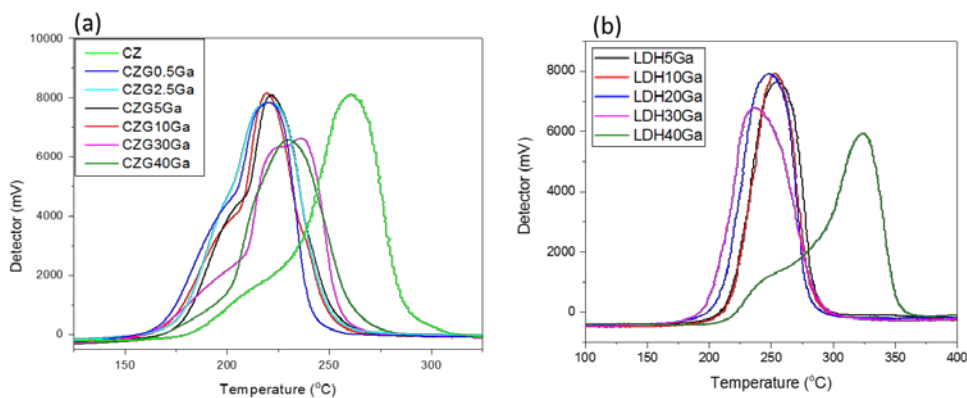 (a)
10000
8000
6000
4000
2000
0
Detector (mV)
CZ
CZG0.5Ga
CZG2.5Ga
CZG5Ga
CZG10Ga
CZG30Ga
CZG40Ga
150
200
250
300
Temperature (°C)
(b)
8000
6000
4000
2000
0
Detector (mV)
LDH5Ga
LDH10Ga
LDH20Ga
LDH30Ga
LDH40Ga
100
150
200
250
300
350
400
Temperature (°C)